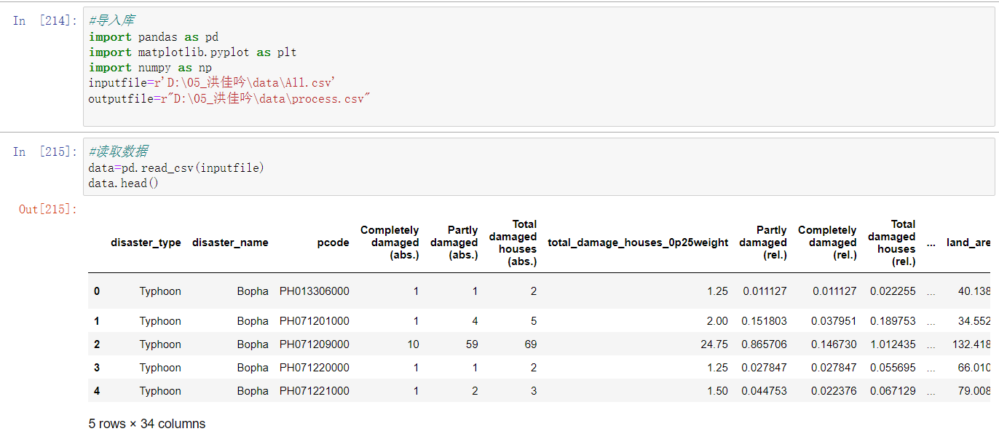 In [214]: #导入库
import pandas as pd
import matplotlib.pyplot as plt
import numpy as np
inputfile=r'D:\05_洪佳吟\data\All.csv'
outputfile=r"D:\05_洪佳吟\data\process.csv"
In [215]: #读取数据
data=pd.read_csv(inputfile)
data.head()
Out[215]:
disaster_type disaster_name pcode Completely damaged (abs.) Partly damaged (abs.) Total damaged houses (abs.) total_damage_houses_0p25weight Partly damaged (rel.) Completely damaged (rel.) Total damaged houses (rel.) ... land_are
0 Typhoon Bopha PH013306000 1 1 2 1.25 0.011127 0.011127 0.022255 ... 40.138
1 Typhoon Bopha PH071201000 1 4 5 2.00 0.151803 0.037951 0.189753 ... 34.552
2 Typhoon Bopha PH071209000 10 59 69 24.75 0.865706 0.146730 1.012435 ... 132.418
3 Typhoon Bopha PH071220000 1 1 2 1.25 0.027847 0.027847 0.055695 ... 66.010
4 Typhoon Bopha PH071221000 1 2 3 1.50 0.044753 0.022376 0.067129 ... 79.008
5 rows × 34 columns